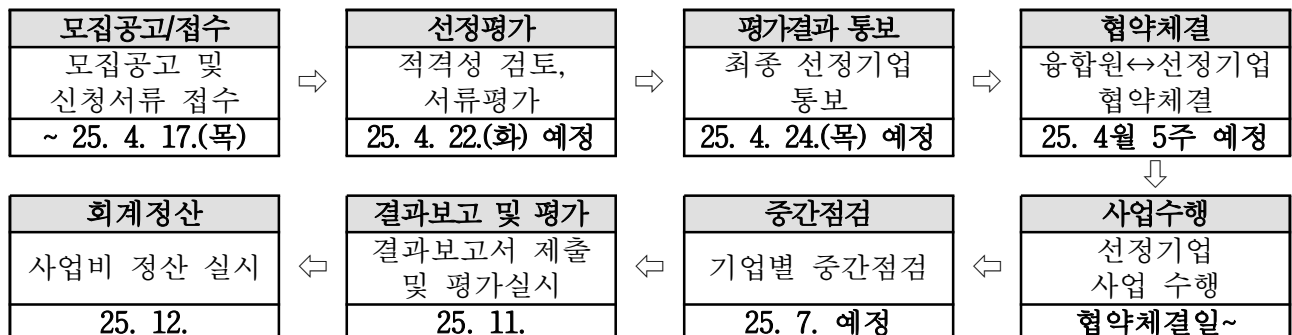 모집공고/접수
모집공고 및
신청서류 접수
~ 25. 4. 17.(목)
⇨
선정평가
적격성 검토,
서류평가
25. 4. 22.(화) 예정
⇨
평가결과 통보
최종 선정기업
통보
25. 4. 24.(목) 예정
⇨
협약체결
융합원↔선정기업
협약체결
25. 4월 5주 예정
⇩
사업수행
선정기업
사업 수행
협약체결일~
⇦
중간점검
기업별 중간점검
25. 7. 예정
⇦
결과보고 및 평가
결과보고서 제출
및 평가실시
25. 11.
⇦
회계정산
사업비 정산 실시
25. 12.